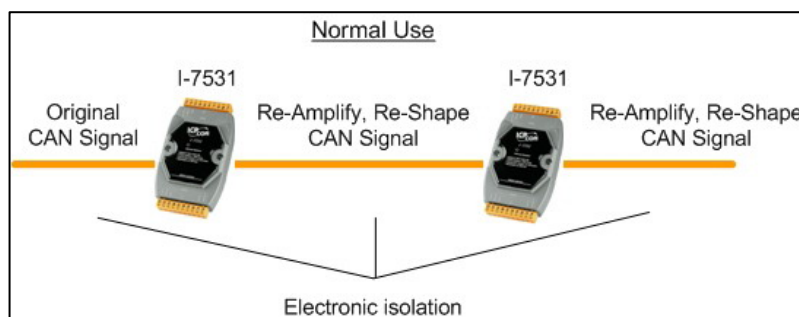 Normal Use
I-7531
I-7531
Original
CAN Signal
Re-Amplify, Re-Shape
CAN Signal
Re-Amplify, Re-Shape
CAN Signal
Electronic isolation